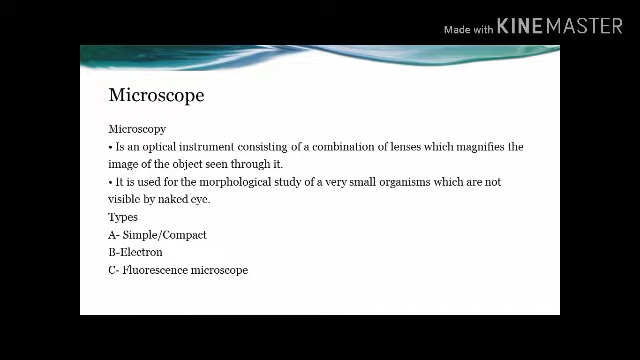 Made with KINEMASTER
Microscope
Microscopy
• Is an optical instrument consisting of a combination of lenses which magnifies the
image of the object seen through it.
• It is used for the morphological study of a very small organisms which are not
visible by naked eye.
Types
A- Simple/Compact
B-Electron
C- Fluorescence microscope